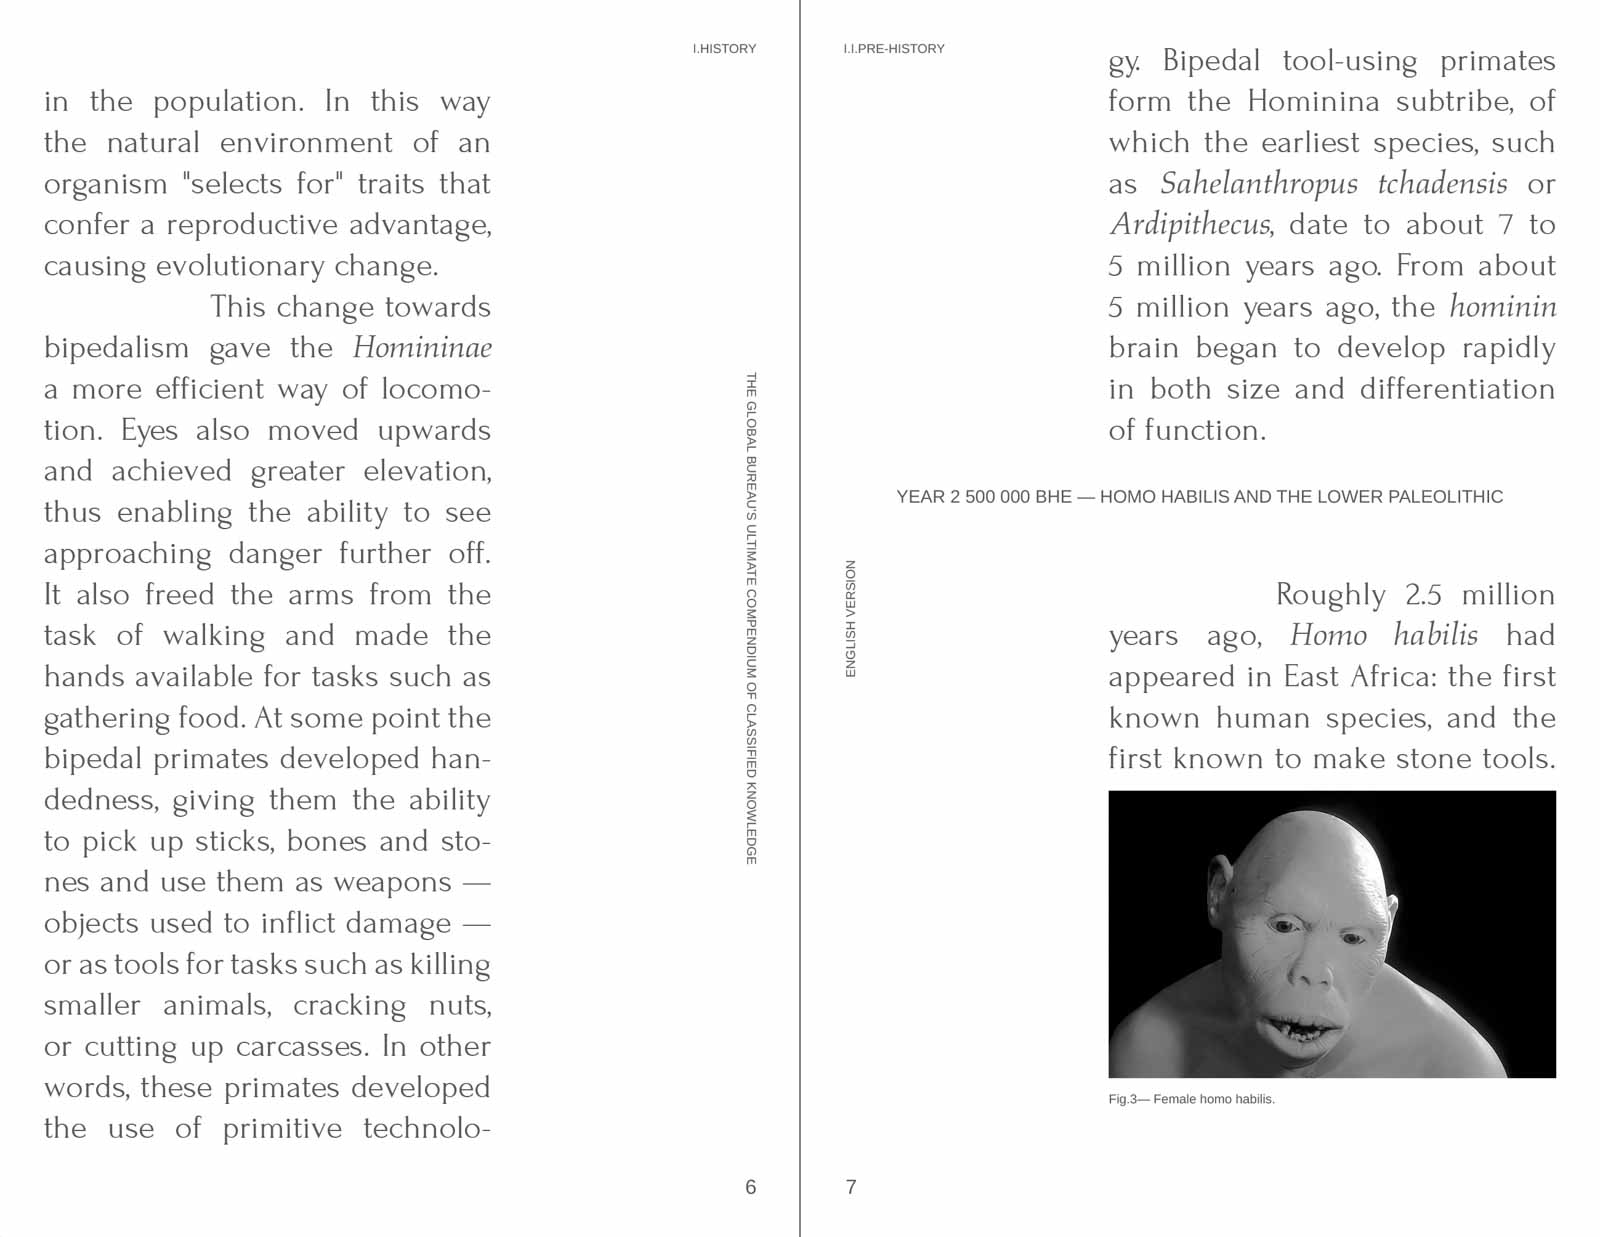 I.HISTORY
in the population. In this way
the natural environment of an
organism "selects for" traits that
confer a reproductive advantage,
causing evolutionary change.
This change towards
bipedalism gave the Homininae
a more efficient way of locomo-
tion. Eyes also moved upwards
and achieved greater elevation,
thus enabling the ability to see
approaching danger further off.
It also freed the arms from the
task of walking and made the
hands available for tasks such as
gathering food. At some point the
bipedal primates developed han-
dedness, giving them the ability
to pick up sticks, bones and sto-
nes and use them as weapons —
objects used to inflict damage —
or as tools for tasks such as killing
smaller animals, cracking nuts,
or cutting up carcasses. In other
words, these primates developed
the use of primitive technolo-
THE GLOBAL BUREAU'S ULTIMATE COMPENDIUM OF CLASSIFIED KNOWLEDGE
6
I.I.PRE-HISTORY
gy. Bipedal tool-using primates
form the Hominina subtribe, of
which the earliest species, such
as Sahelanthropus tchadensis or
Ardipithecus, date to about 7 to
5 million years ago. From about
5 million years ago, the hominin
brain began to develop rapidly
in both size and differentiation
of function.
YEAR 2 500 000 BHE — HOMO HABILIS AND THE LOWER PALEOLITHIC
ENGLISH VERSION
Roughly 2.5 million
years ago, Homo habilis had
appeared in East Africa: the first
known human species, and the
first known to make stone tools.
Fig.3— Female homo habilis.
7